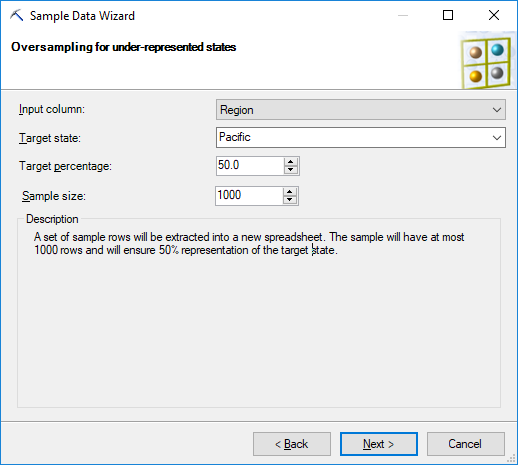 Sample Data Wizard
Oversampling for under-represented states
Input column:
Region
Target state:
Pacific
Target percentage:
50.0
Sample size:
1000
Description
A set of sample rows will be extracted into a new spreadsheet. The sample will have at most
1000 rows and will ensure 50% representation of the target state.
< Back
Next >
Cancel